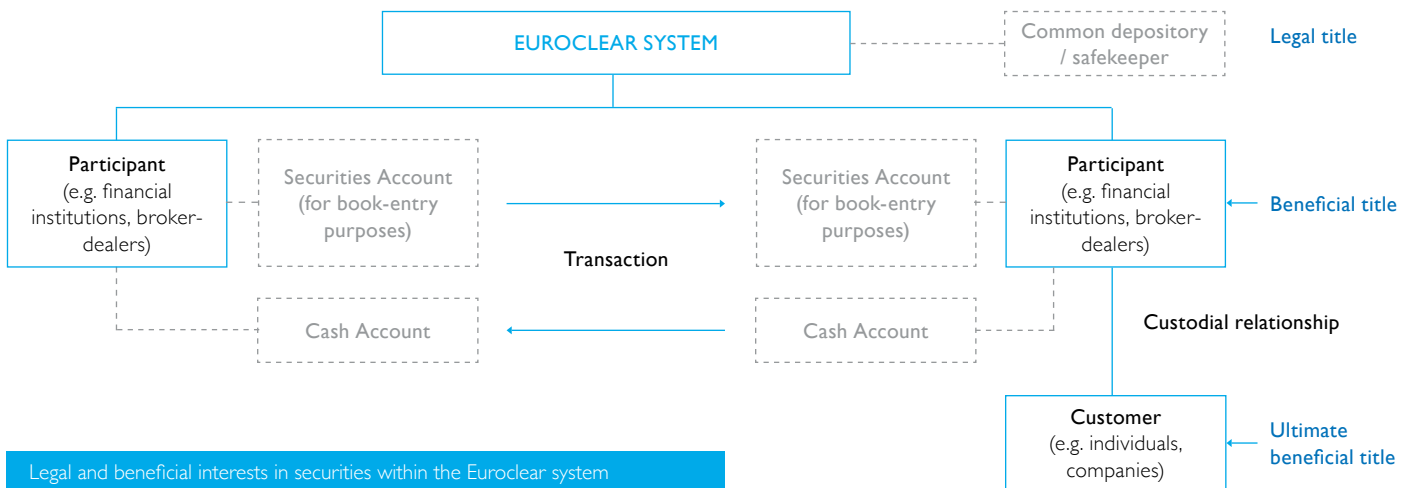 EUROCLEAR SYSTEM
Common depository
/ safekeeper
Legal title
Participant
(e.g. financial
institutions, broker-
dealers)
Securities Account
(for book-entry
purposes)
Transaction
Securities Account
(for book-entry
purposes)
Participant
(e.g. financial
institutions, broker-
dealers)
Beneficial title
Cash Account
Cash Account
Custodial relationship
Customer
(e.g. individuals,
companies)
Ultimate
beneficial title
Legal and beneficial interests in securities within the Euroclear system